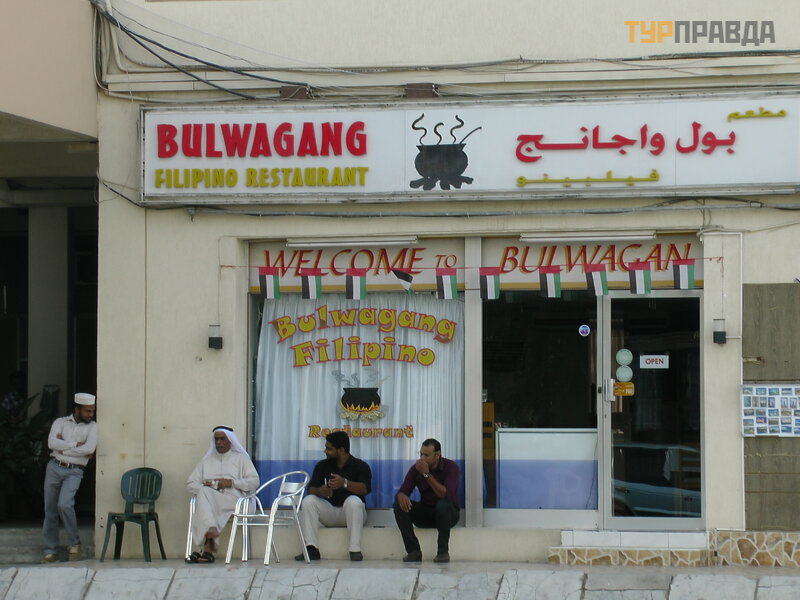 ТУРПРАВДА
BULWAGANG
FILIPINO RESTAURANT
مطعم
بول واجانج
فيليبينو
WELCOME TO BULWAGAN
Bulwagang
Filipino
Restaurant
OPEN